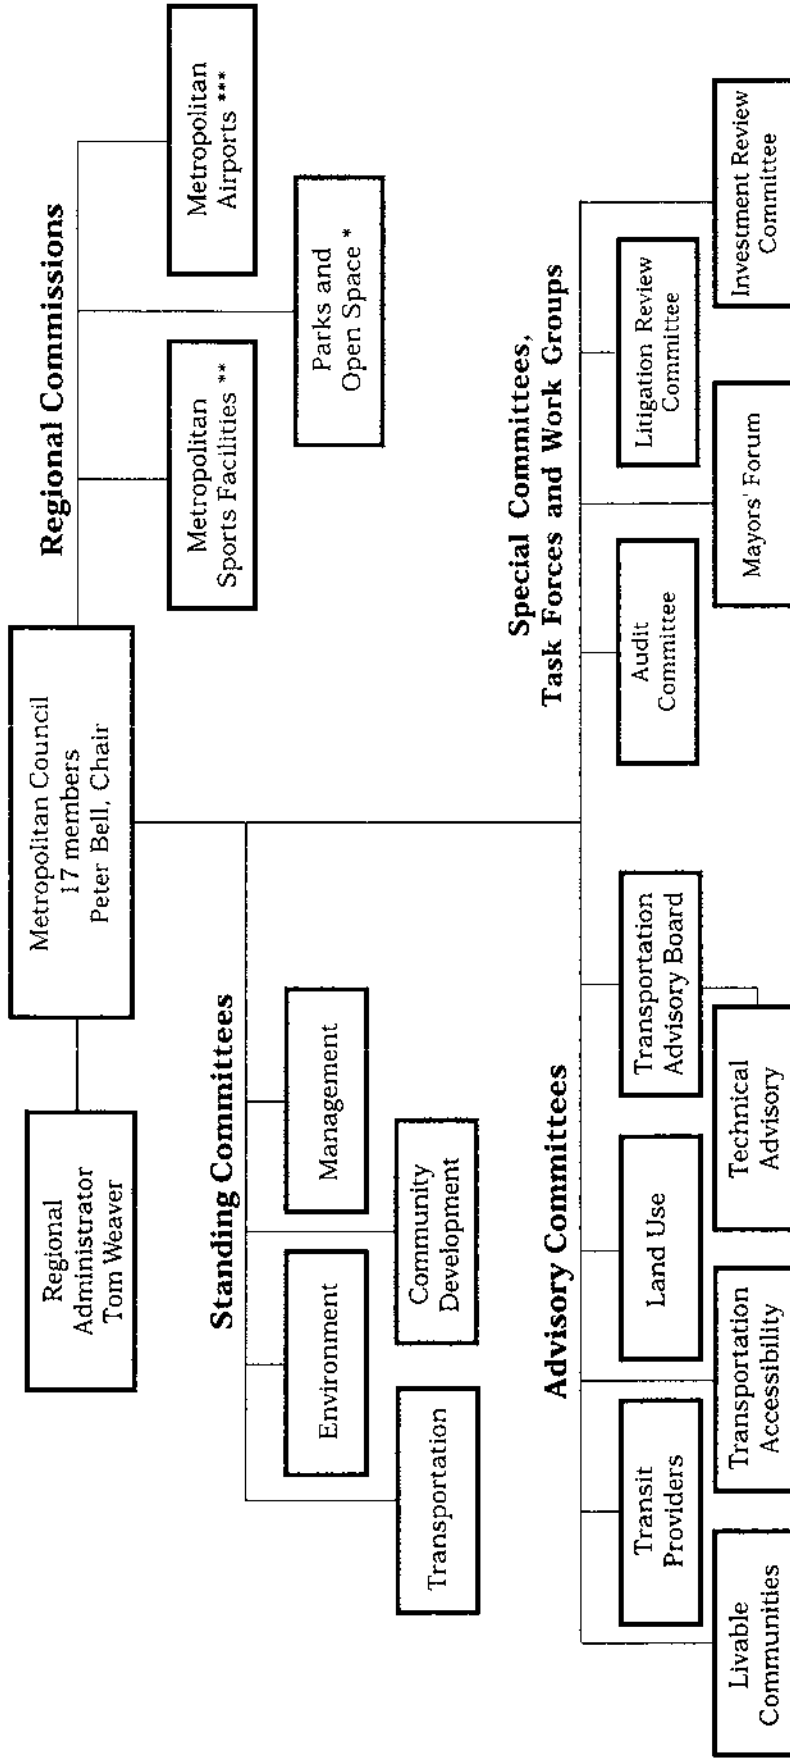 Metropolitan Council
17 members
Peter Bell, Chair
Regional
Administrator
Tom Weaver
Regional Commissions
Metropolitan
Sports Facilities **
Parks and
Open Space *
Metropolitan
Airports ***
Standing Committees
Transportation
Environment
Community
Development
Management
Advisory Committees
Livable
Communities
Transit
Providers
Transportation
Accessibility
Land Use
Technical
Advisory
Transportation
Advisory Board
Special Committees,
Task Forces and Work Groups
Audit
Committee
Mayors' Forum
Litigation Review
Committee
Investment Review
Committee